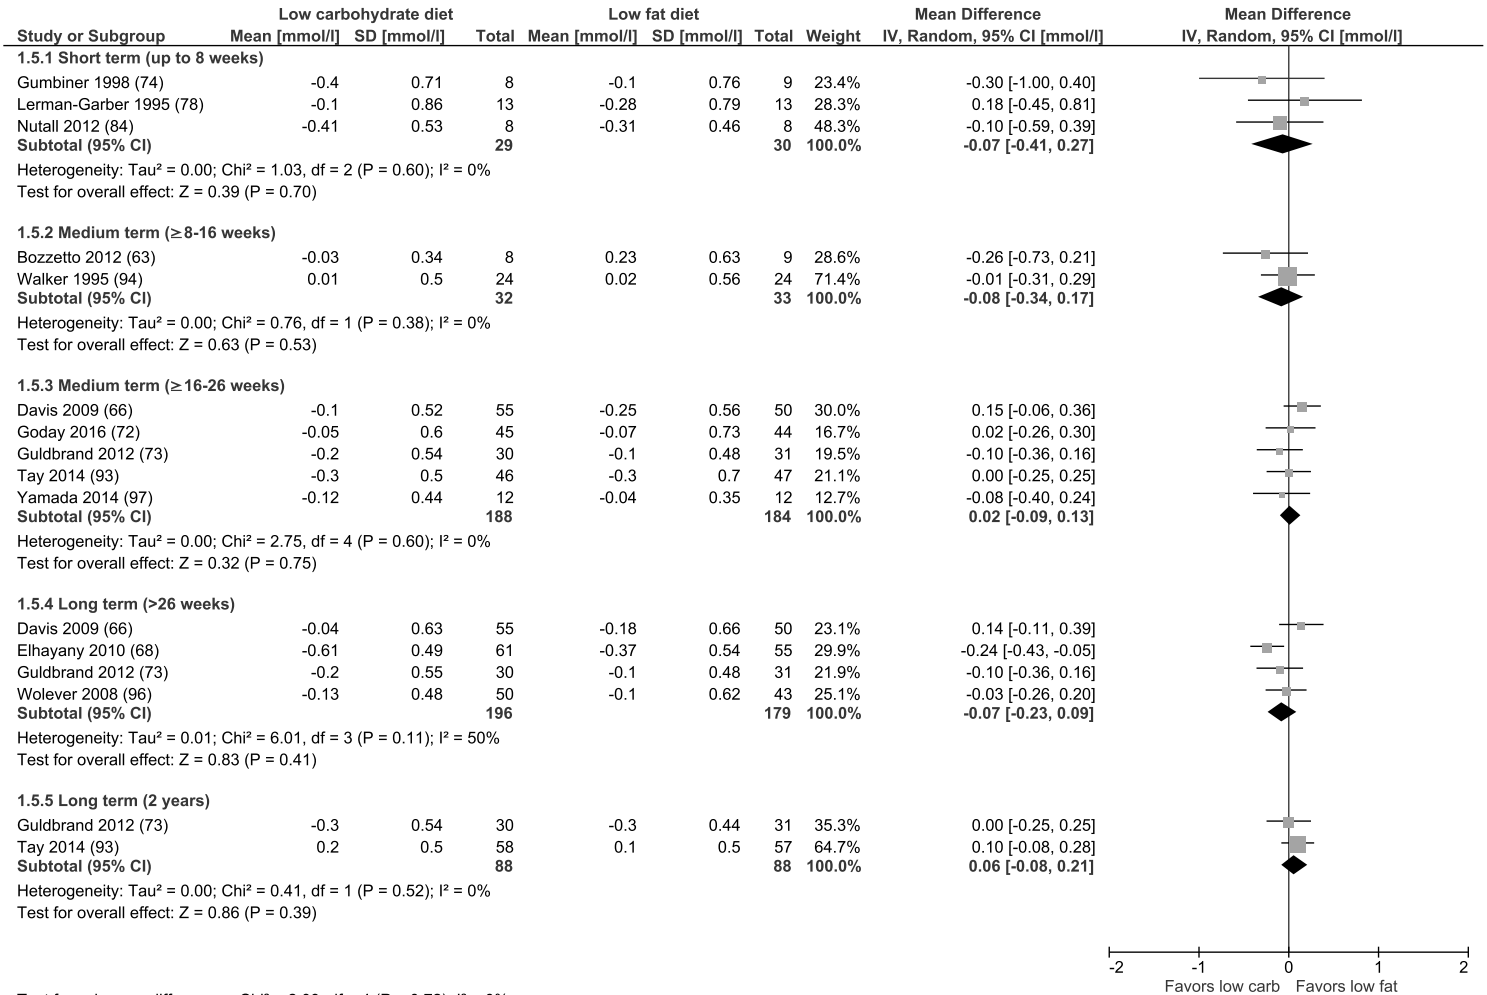 Low carbohydrate diet Low fat diet Mean Difference Mean Difference
Study or Subgroup Mean [mmol/l] SD [mmol/l] Total Mean [mmol/l] SD [mmol/l] Total Weight IV, Random, 95% CI [mmol/l] IV, Random, 95% CI [mmol/l]
1.5.1 Short term (up to 8 weeks)
Gumbiner 1998 (74) -0.4 0.71 8 -0.1 0.76 9 23.4% -0.30 [-1.00, 0.40]
Lerman-Garber 1995 (78) -0.1 0.86 13 -0.28 0.79 13 28.3% 0.18 [-0.45, 0.81]
Nutall 2012 (84) -0.41 0.53 8 -0.31 0.46 8 48.3% -0.10 [-0.59, 0.39]
Subtotal (95% CI) 29 30 100.0% -0.07 [-0.41, 0.27]
Heterogeneity: Tau² = 0.00; Chi² = 1.03, df = 2 (P = 0.60); I² = 0%
Test for overall effect: Z = 0.39 (P = 0.70)
1.5.2 Medium term (≥8-16 weeks)
Bozzetto 2012 (63) -0.03 0.34 8 0.23 0.63 9 28.6% -0.26 [-0.73, 0.21]
Walker 1995 (94) 0.01 0.5 24 0.02 0.56 24 71.4% -0.01 [-0.31, 0.29]
Subtotal (95% CI) 32 33 100.0% -0.08 [-0.34, 0.17]
Heterogeneity: Tau² = 0.00; Chi² = 0.76, df = 1 (P = 0.38); I² = 0%
Test for overall effect: Z = 0.63 (P = 0.53)
1.5.3 Medium term (≥16-26 weeks)
Davis 2009 (66) -0.1 0.52 55 -0.25 0.56 50 30.0% 0.15 [-0.06, 0.36]
Goday 2016 (72) -0.05 0.6 45 -0.07 0.73 44 16.7% 0.02 [-0.26, 0.30]
Guldbrand 2012 (73) -0.2 0.54 30 -0.1 0.48 31 19.5% -0.10 [-0.36, 0.16]
Tay 2014 (93) -0.3 0.5 46 -0.3 0.7 47 21.1% 0.00 [-0.25, 0.25]
Yamada 2014 (97) -0.12 0.44 12 -0.04 0.35 12 12.7% -0.08 [-0.40, 0.24]
Subtotal (95% CI) 188 184 100.0% 0.02 [-0.09, 0.13]
Heterogeneity: Tau² = 0.00; Chi² = 2.75, df = 4 (P = 0.60); I² = 0%
Test for overall effect: Z = 0.32 (P = 0.75)
1.5.4 Long term (>26 weeks)
Davis 2009 (66) -0.04 0.63 55 -0.18 0.66 50 23.1% 0.14 [-0.11, 0.39]
Elhayany 2010 (68) -0.61 0.49 61 -0.37 0.54 55 29.9% -0.24 [-0.43, -0.05]
Guldbrand 2012 (73) -0.2 0.55 30 -0.1 0.48 31 21.9% -0.10 [-0.36, 0.16]
Wolever 2008 (96) -0.13 0.48 50 -0.1 0.62 43 25.1% -0.03 [-0.26, 0.20]
Subtotal (95% CI) 196 179 100.0% -0.07 [-0.23, 0.09]
Heterogeneity: Tau² = 0.01; Chi² = 6.01, df = 3 (P = 0.11); I² = 50%
Test for overall effect: Z = 0.83 (P = 0.41)
1.5.5 Long term (2 years)
Guldbrand 2012 (73) -0.3 0.54 30 -0.3 0.44 31 35.3% 0.00 [-0.25, 0.25]
Tay 2014 (93) 0.2 0.5 58 0.1 0.5 57 64.7% 0.10 [-0.08, 0.28]
Subtotal (95% CI) 88 88 100.0% 0.06 [-0.08, 0.21]
Heterogeneity: Tau² = 0.00; Chi² = 0.41, df = 1 (P = 0.52); I² = 0%
Test for overall effect: Z = 0.86 (P = 0.39)
-2 -1 0 1 2
Favors low carb Favors low fat